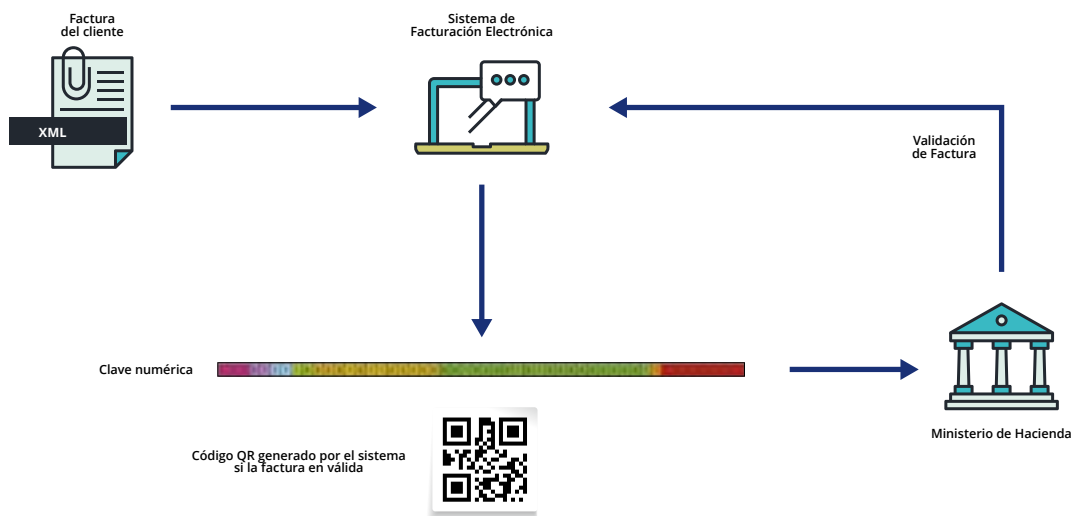 Factura
del cliente
XML
Sistema de
Facturación Electrónica
Validación
de Factura
Clave numérica
Ministerio de Hacienda
Código QR generado por el sistema
si la factura en válida